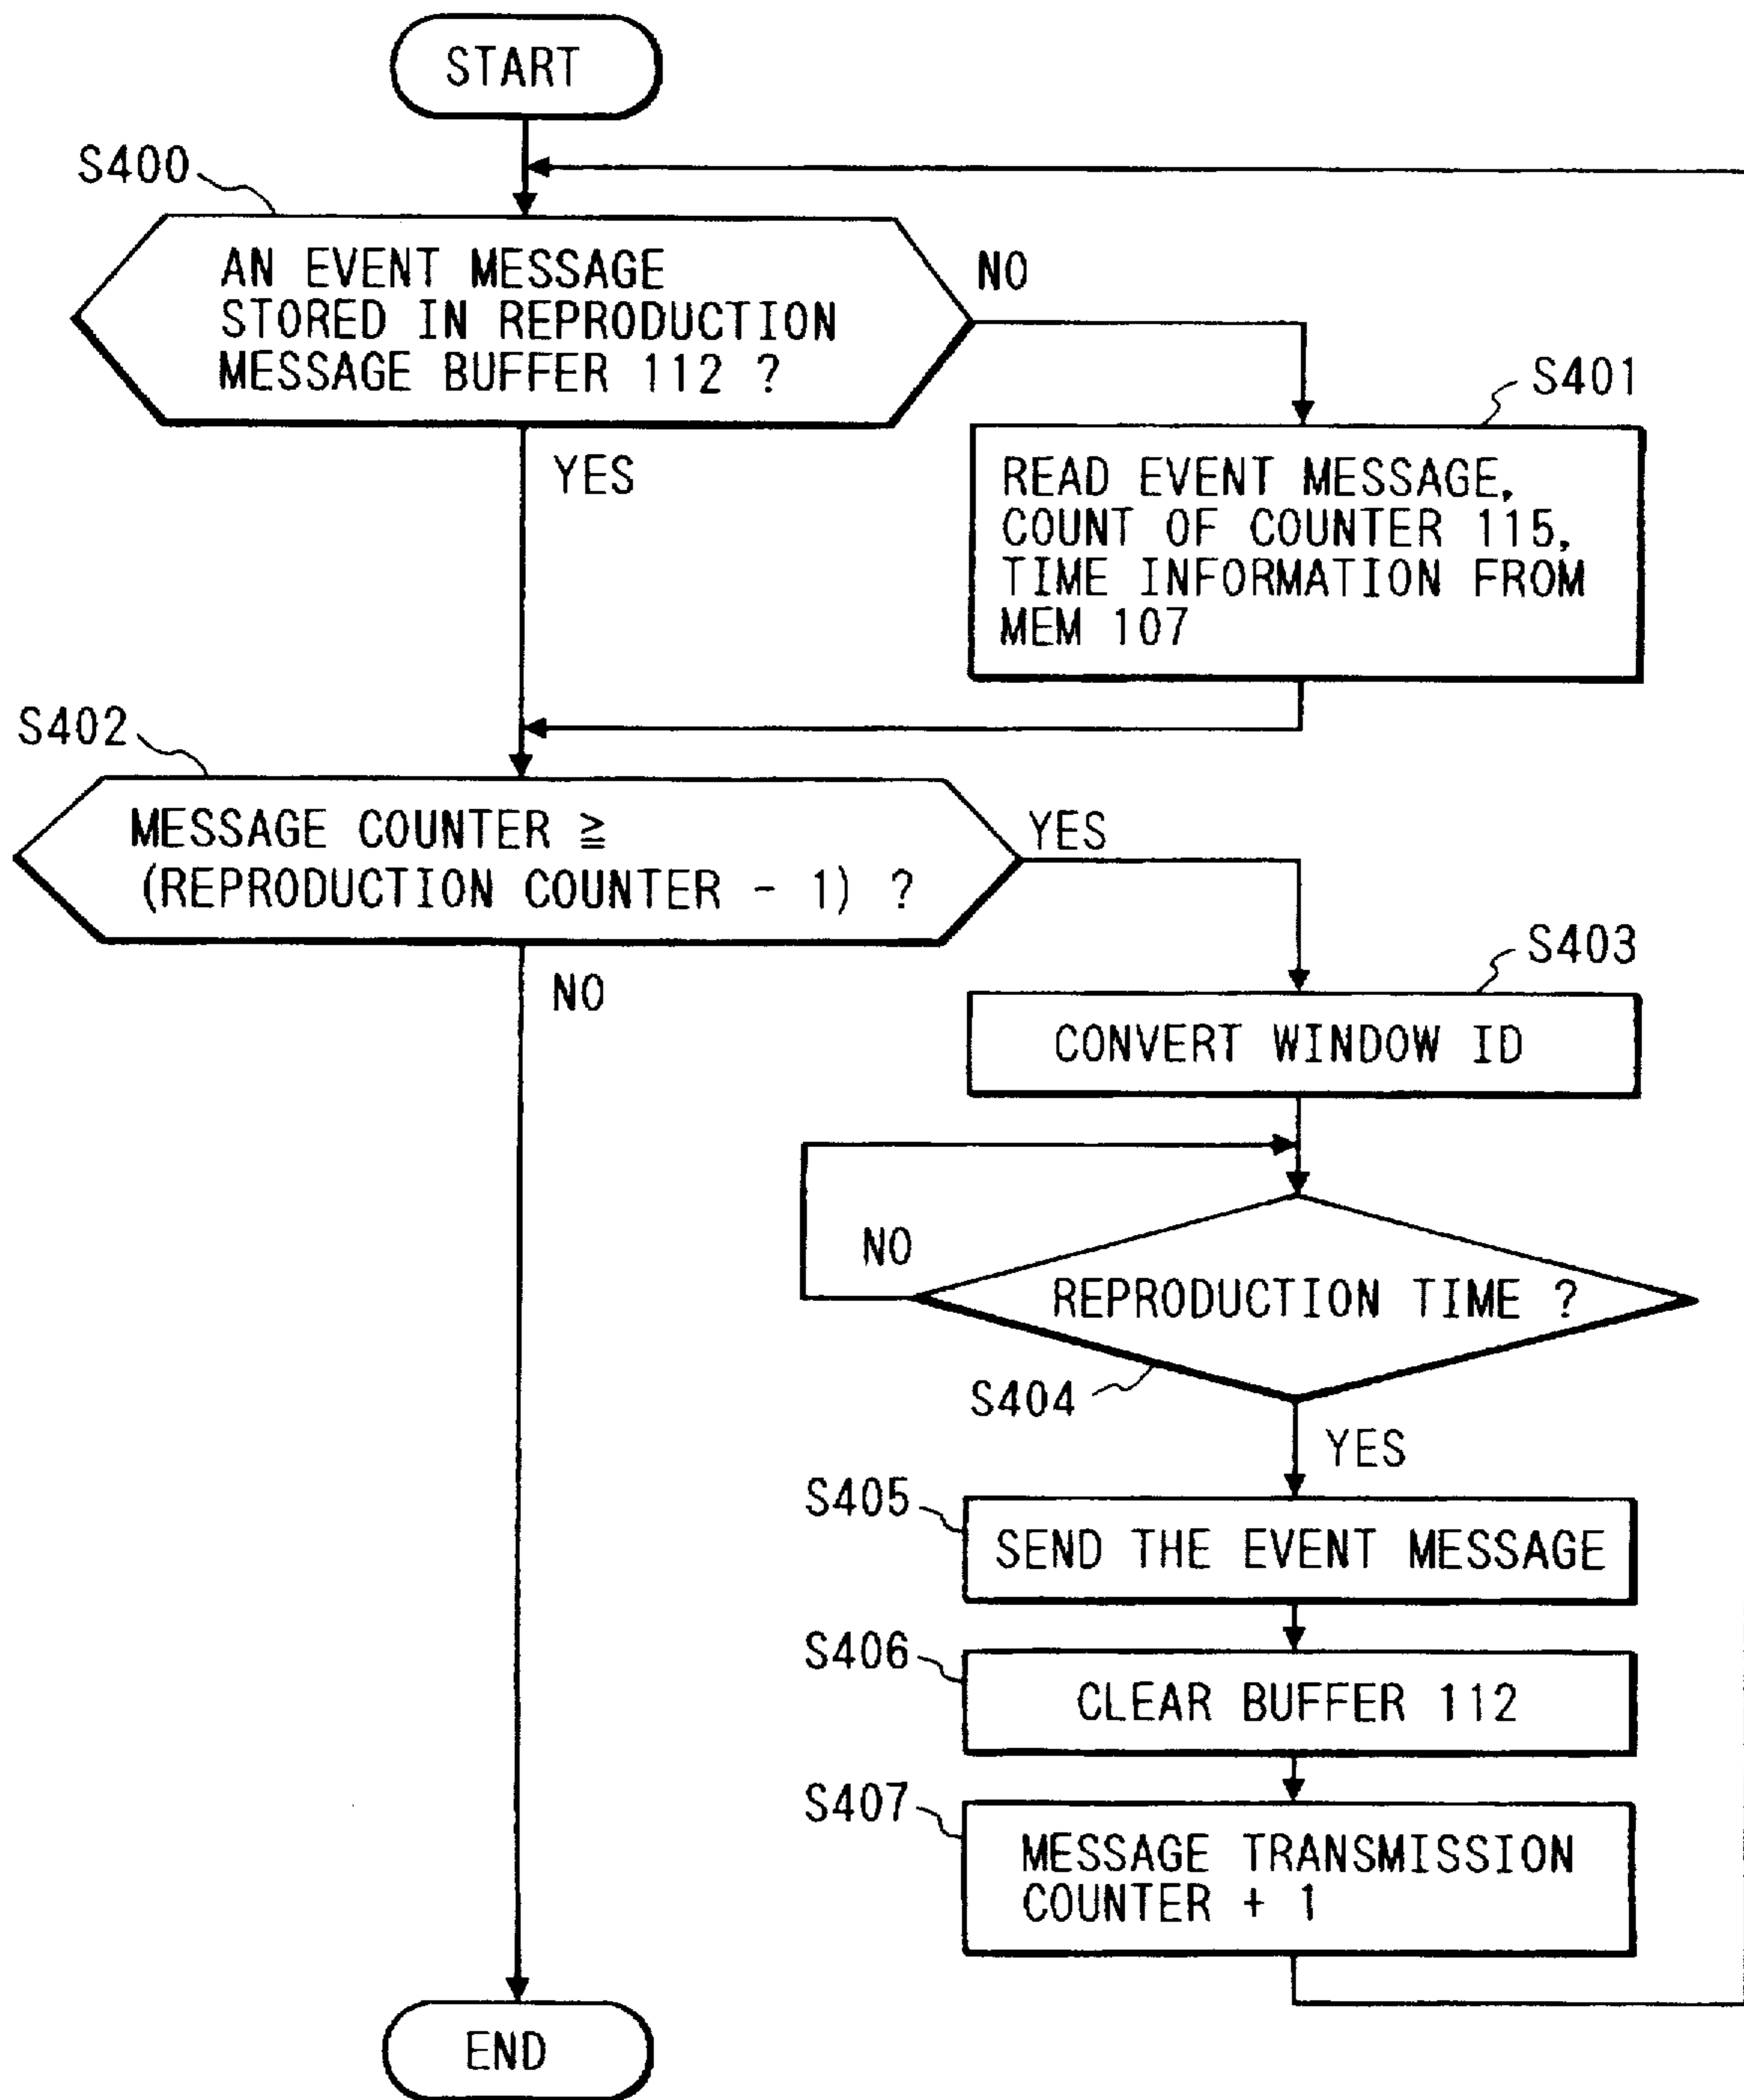 START
S400
AN EVENT MESSAGE
STORED IN REPRODUCTION
MESSAGE BUFFER 112 ?
NO
YES
S401
READ EVENT MESSAGE,
COUNT OF COUNTER 115,
TIME INFORMATION FROM
MEM 107
S402
MESSAGE COUNTER ≧
(REPRODUCTION COUNTER - 1) ?
YES
NO
S403
CONVERT WINDOW ID
NO
REPRODUCTION TIME ?
S404
YES
S405
SEND THE EVENT MESSAGE
S406
CLEAR BUFFER 112
S407
MESSAGE TRANSMISSION
COUNTER + 1
END